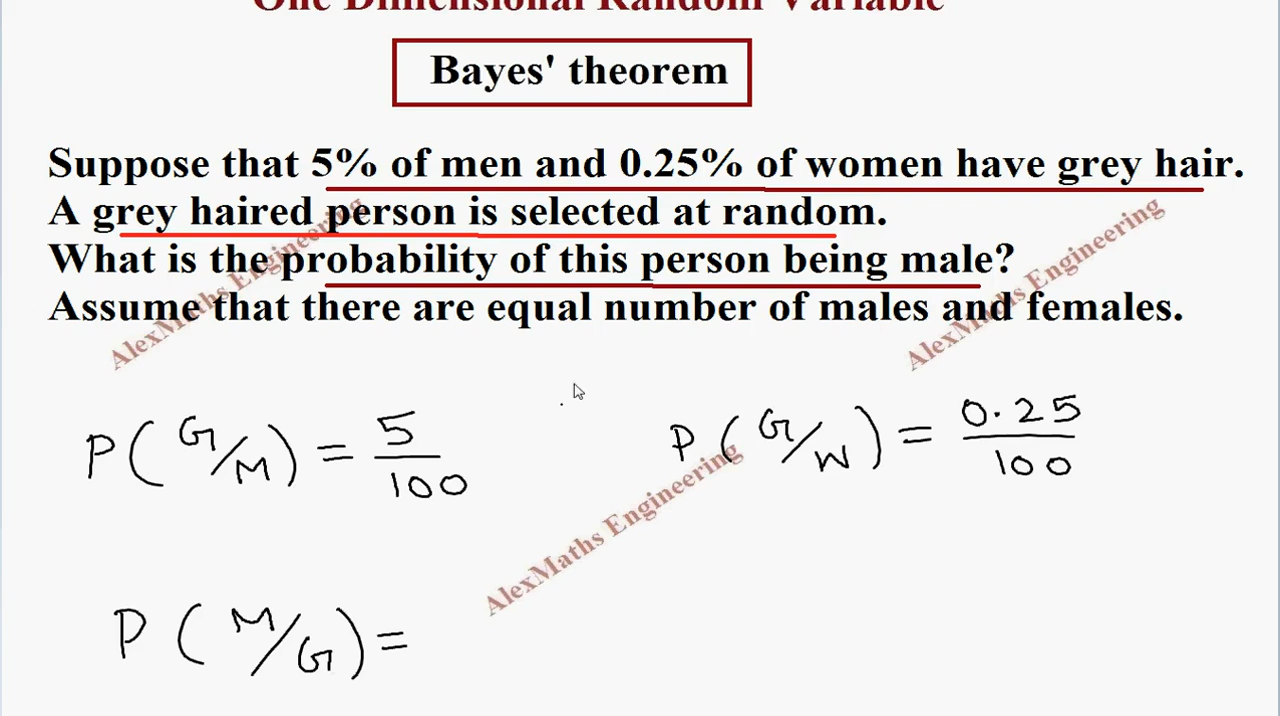 One Dimensional Random Variable
Bayes' theorem
Suppose that 5% of men and 0.25% of women have grey hair.
A grey haired person is selected at random.
What is the probability of this person being male?
Assume that there are equal number of males and females.
AlexMaths Engineering
AlexMaths Engineering
P(G/M) = 5/100
P(G/W) = 0.25/100
AlexMaths Engineering
P(M/G) =